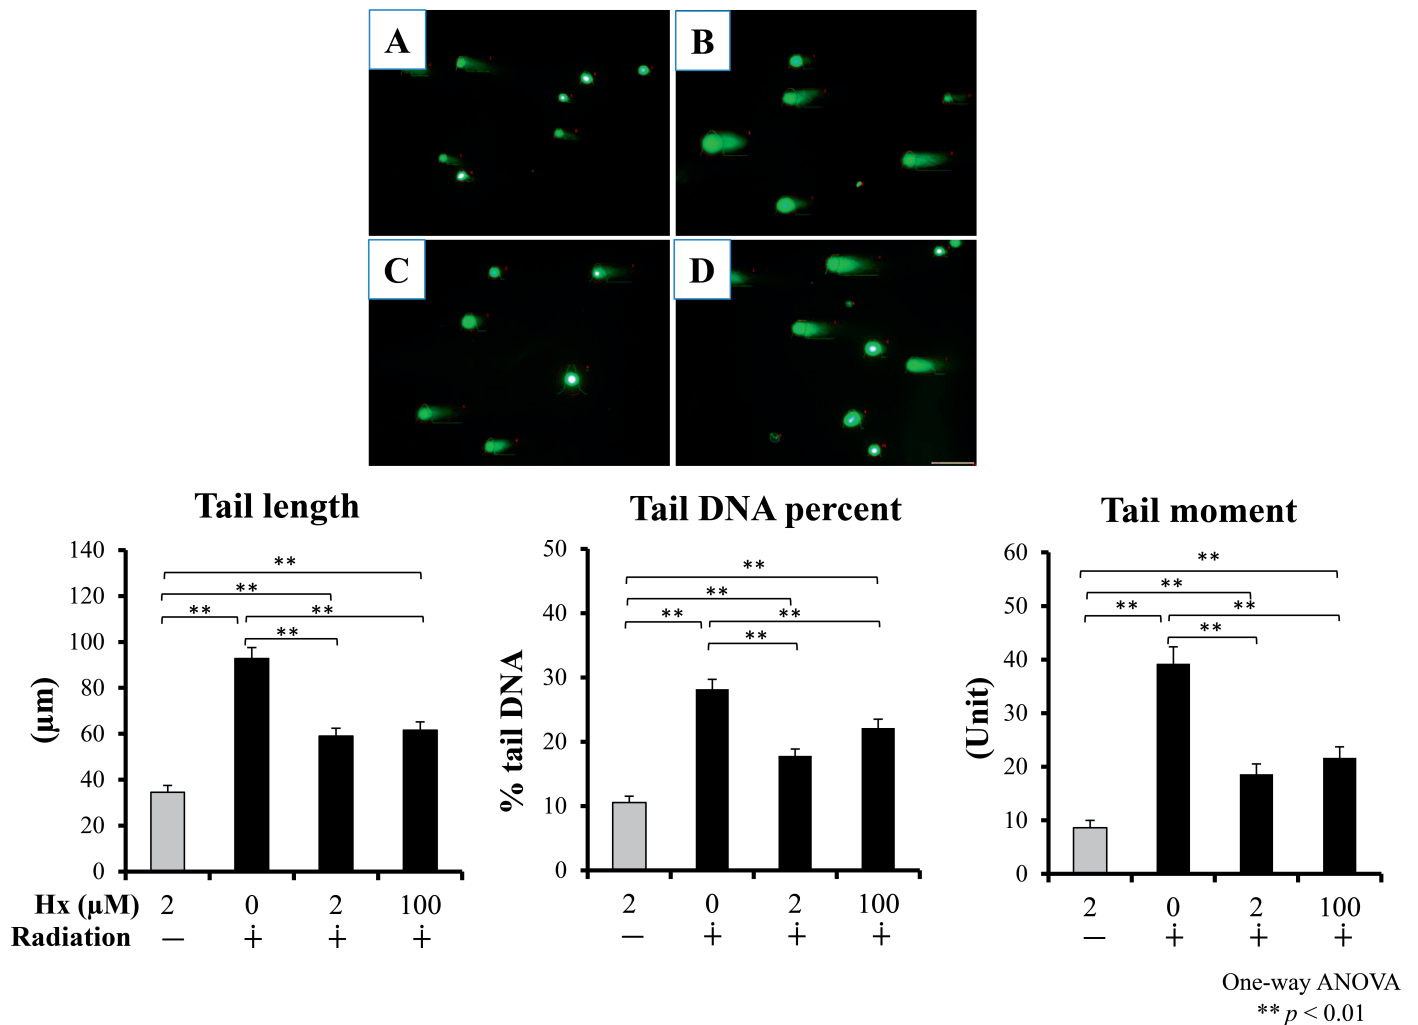 A
B
C
D
Tail length
Tail DNA percent
Tail moment
(µm)
140
120
100
80
60
40
20
0
**
**
**
**
**
% tail DNA
50
40
30
20
10
0
**
**
**
**
**
(Unit)
60
50
40
30
20
10
0
**
**
**
**
**
Hx (µM) 2 0 2 100
2 0 2 100
2 0 2 100
Radiation — + + +
— + + +
— + + +
One-way ANOVA
** p < 0.01